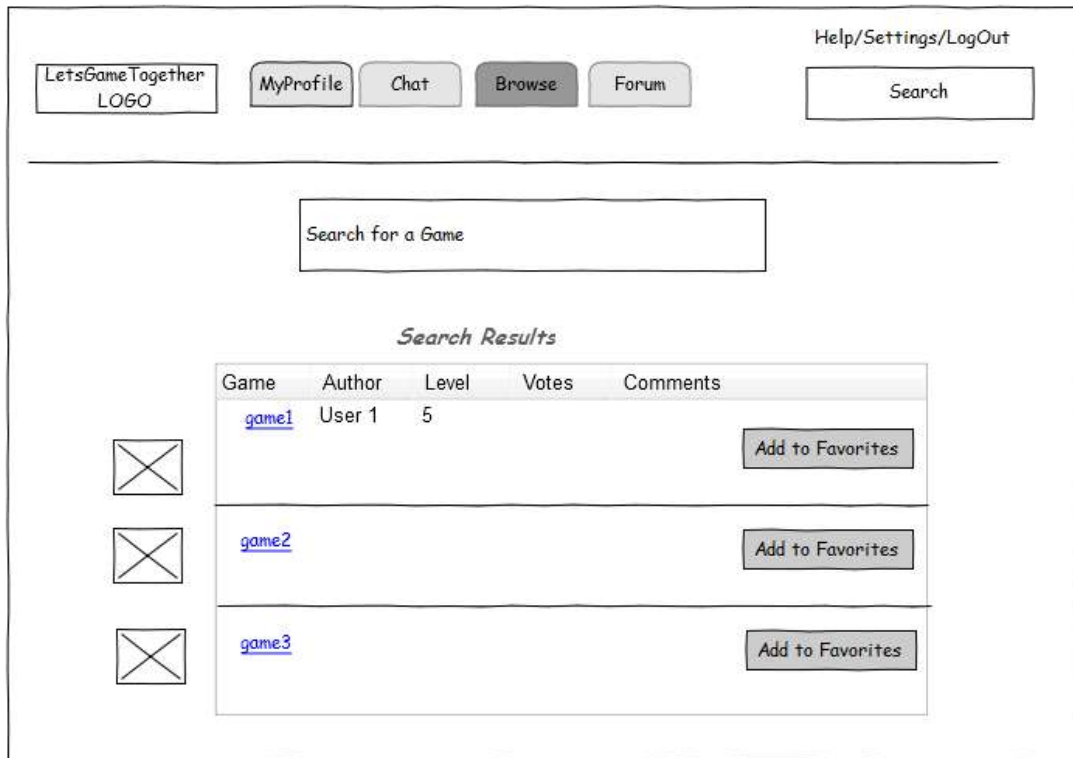 Help/Settings/LogOut
LetsGameTogether
LOGO
MyProfile
Chat
Browse
Forum
Search
Search for a Game
Search Results
Game Author Level Votes Comments
game1 User 1 5
Add to Favorites
game2
Add to Favorites
game3
Add to Favorites